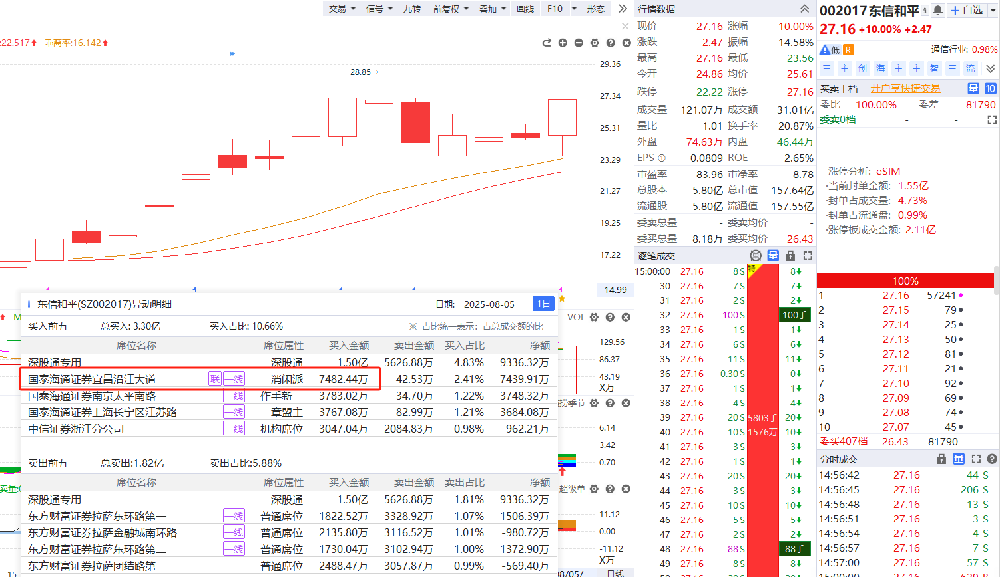 交易 信号 九转 前复权 叠加 画线 F10 形态
:22.517 乖离率:16.142
28.85→
29.36
27.34
25.31
23.29
21.27
19.25
17.22
14.99
东信和平(SZ002017)异动明细 日期: 2025-08-05 1日
买入前五 总买入: 3.30亿 买入占比: 10.66% ※ 占比统一表示：占总成交额的比
席位名称 席位属性 买入金额 卖出金额 买入占比 净额
深股通专用 深股通 1.50亿 5626.88万 4.83% 9336.32万
国泰海通证券宜昌沿江大道 联 一线 消闲派 7482.44万 42.53万 2.41% 7439.91万
国泰海通证券南京太平南路 一线 作手新一 3783.02万 34.70万 1.22% 3748.32万
国泰海通证券上海长宁区江苏路 一线 章盟主 3767.08万 82.99万 1.21% 3684.08万
中信证券浙江分公司 一线 机构席位 3047.04万 2084.83万 0.98% 962.21万
卖出前五 总卖出:1.82亿 卖出占比:5.88%
席位名称 席位属性 买入金额 卖出金额 卖出占比 净额
深股通专用 深股通 1.50亿 5626.88万 1.81% 9336.32万
东方财富证券拉萨东环路第一 一线 普通席位 1822.52万 3328.92万 1.07% -1506.39万
东方财富证券拉萨金融城南环路 一线 普通席位 2135.80万 3116.52万 1.01% -980.72万
东方财富证券拉萨东环路第二 一线 普通席位 1730.04万 3102.94万 1.00% -1372.90万
东方财富证券拉萨团结路第一 普通席位 2488.47万 3057.87万 0.99% -569.40万
M
卖量:
15
VOL
129.56
86.37
43.19
X万
捞季节
6.14
3.42
0.70
超级单
11.12
0.00
-11.12
X万
08/05/二 日线
行情数据
现价 27.16 涨幅 10.00%
涨跌 2.47 振幅 14.58%
最高 27.16 最低 23.56
今开 24.86 均价 25.61
跌停 22.22 涨停 27.16
成交量 121.07万 成交额 31.01亿
量比 1.01 换手率 20.87%
外盘 74.63万 内盘 46.44万
EPS ① 0.0809 ROE 2.65%
市盈率 83.96 市净率 8.78
总股本 5.80亿 总市值 157.64亿
流通股 5.80亿 流通值 157.55亿
委卖总量 - 委卖均价 -
委买总量 8.18万 委买均价 26.43
逐笔成交 单 量
15:00:00 27.16 8 S 特 8
30 27.16 7 S 7
31 27.16 2 S 2
32 27.16 100 S 100手
33 27.16 1 S 1
34 27.16 6 S 6
35 27.16 11 S 11
36 27.16 0.30 S 0
37 27.16 1 S 1
38 27.16 4 S 4
39 27.16 20 S 5803手 20
40 27.16 10 S 1576万 10
41 27.16 3 S 3
42 27.16 1 S 1
43 27.16 20 S 20
44 27.16 3 S 3
45 27.16 10 S 10
46 27.16 5 S 5
47 27.16 2 S 2
48 27.16 88 S 88手
49 27.16 8 S 8
002017东信和平 自选
27.16 +10.00% +2.47
低 R 通信行业: 0.98%
三 主 创 海 主 主 智 三 流
买卖十档 开户享快捷交易 量 10
委比 100.00% 委差 81790
委卖0档 - -
涨停分析: eSIM
·当前封单金额: 1.55亿
·封单占成交量: 4.73%
·封单占流通盘: 0.99%
·涨停板成交金额: 2.11亿
100%
1 27.16 57241
2 27.15 79
3 27.14 25
4 27.13 50
5 27.12 81
6 27.11 21
7 27.10 92
8 27.09 69
9 27.08 74
10 27.07 45
委买407档 26.43 81790
分时成交 量
14:56:42 27.16 44 S
14:56:45 27.16 206 S
14:56:48 27.16 13 S
14:56:51 27.16 3 S
14:56:54 27.16 4 S
14:56:57 27.16 7 S
14:57:00 27.16 57 S
15:00:00 27.16 629 B